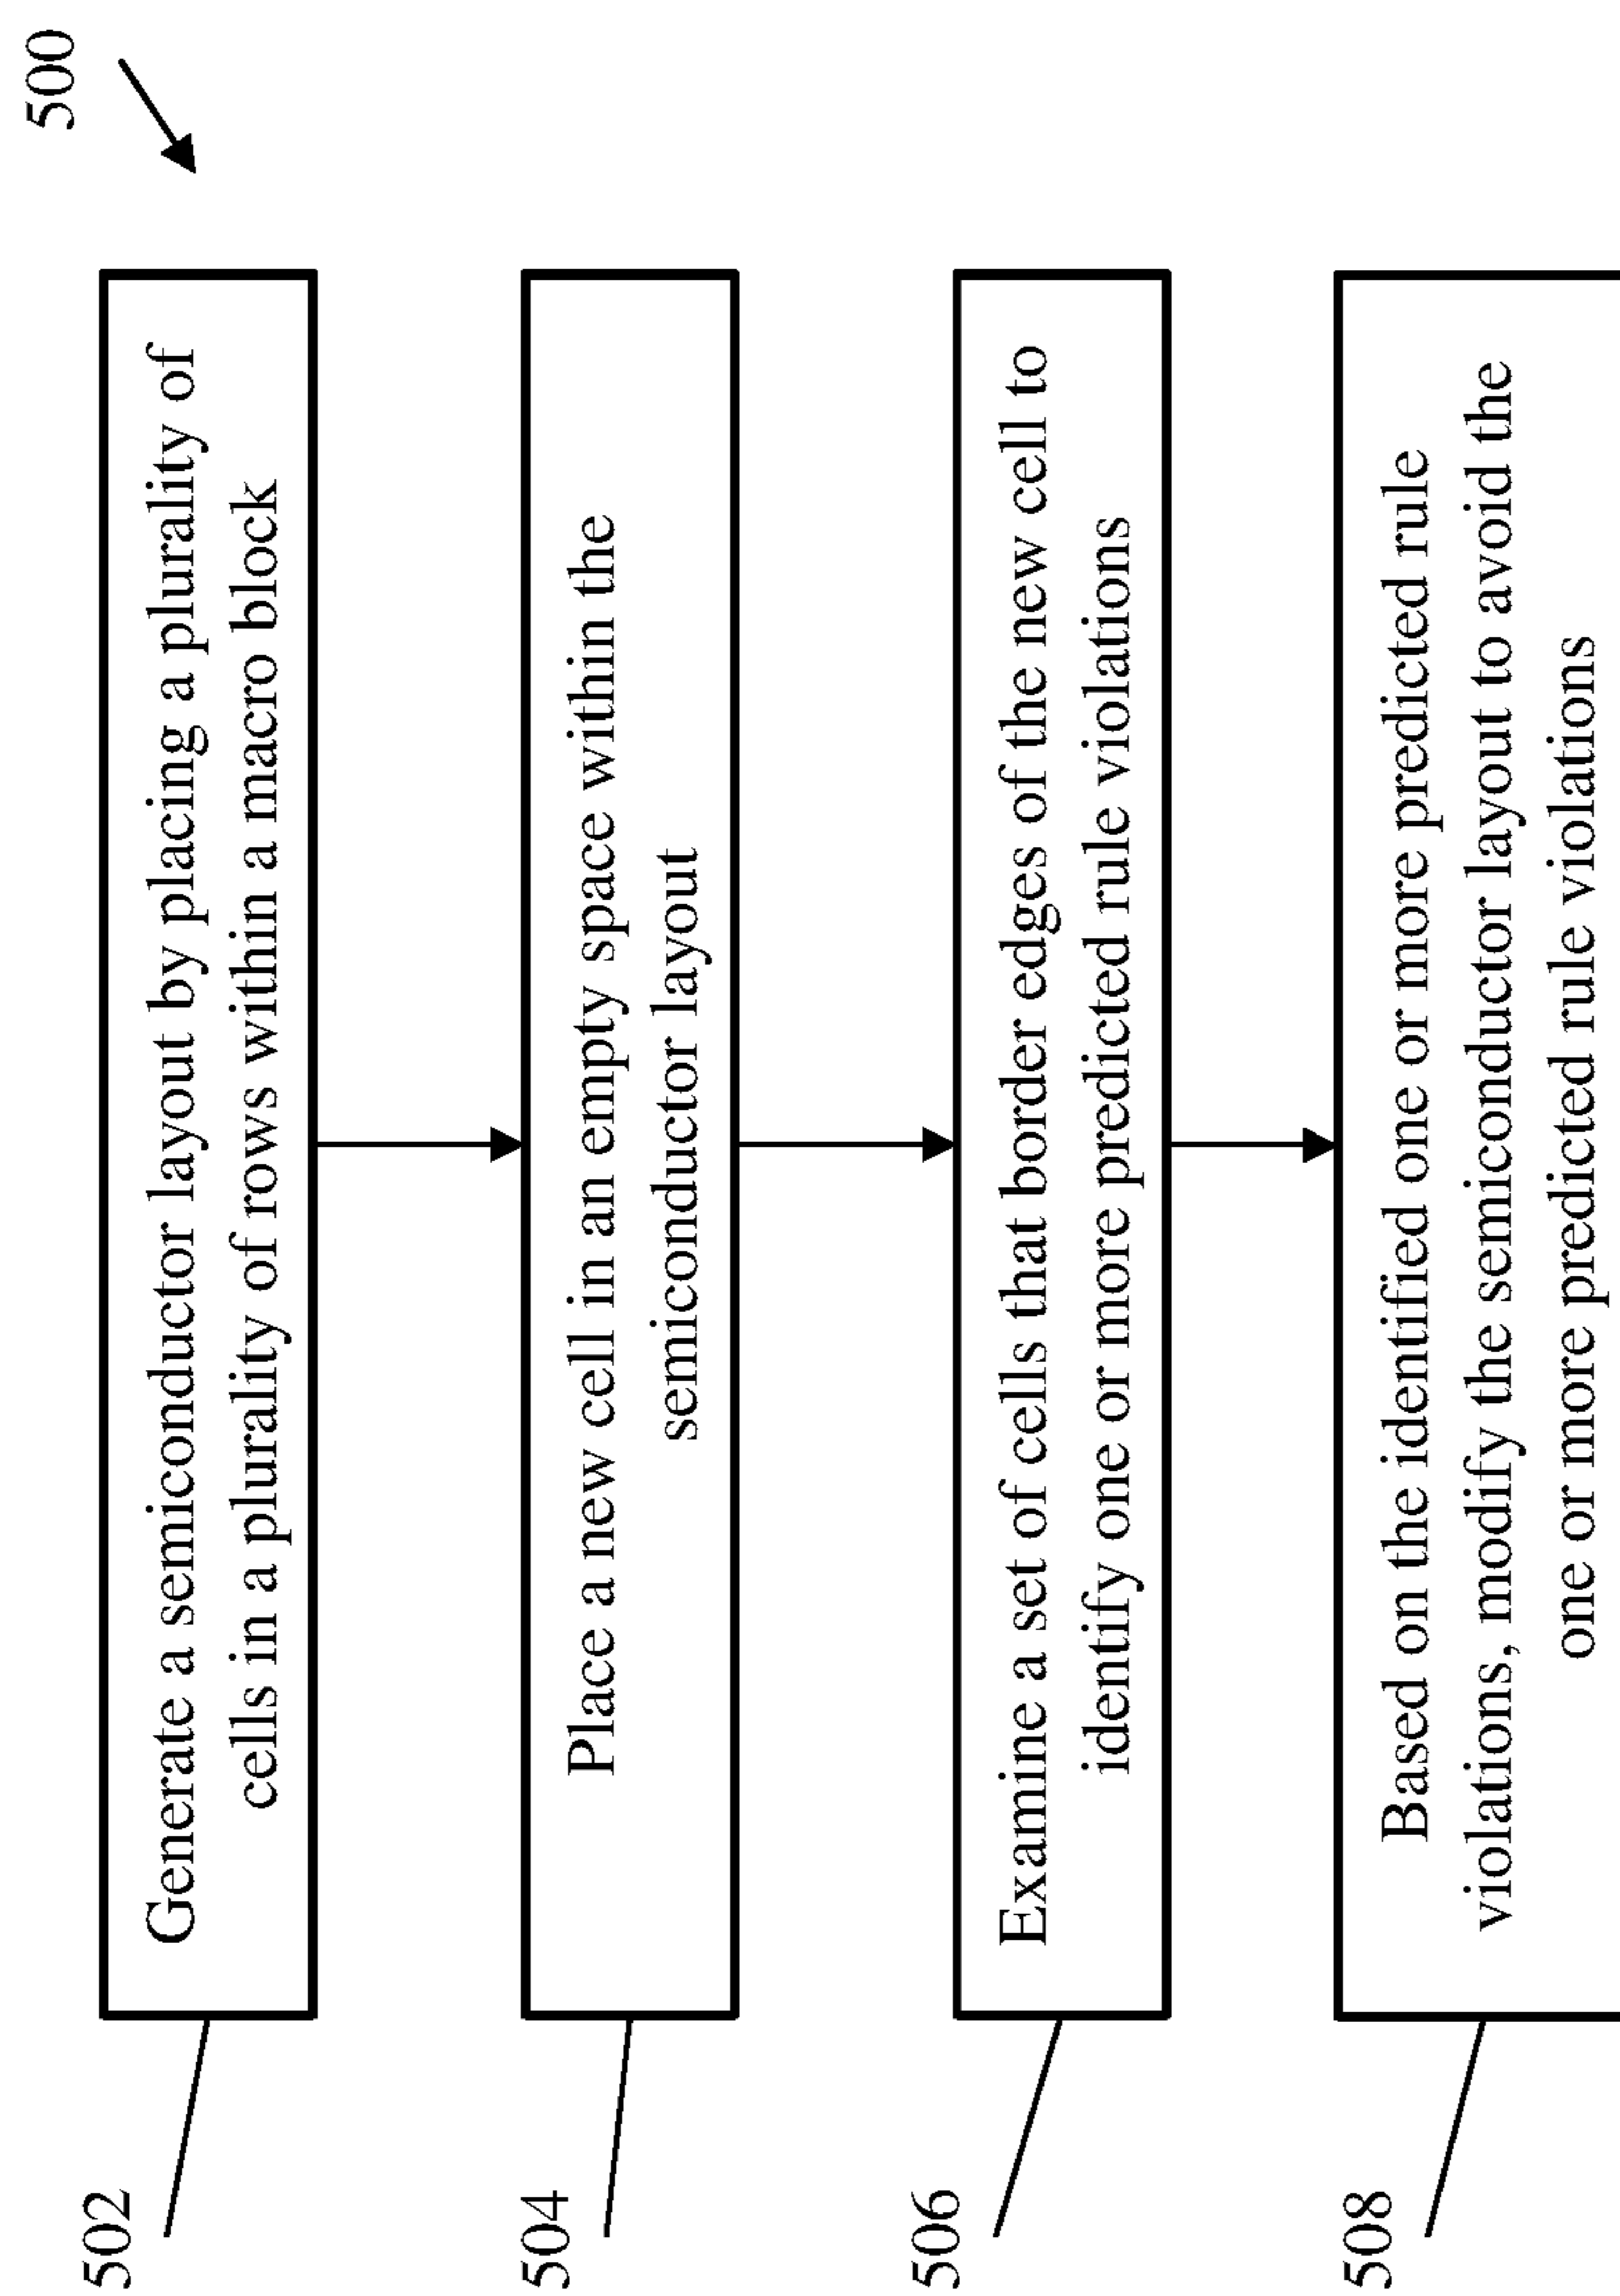 500
502
Generate a semiconductor layout by placing a plurality of
cells in a plurality of rows within a macro block
504
Place a new cell in an empty space within the
semiconductor layout
506
Examine a set of cells that border edges of the new cell to
identify one or more predicted rule violations
508
Based on the identified one or more predicted rule
violations, modify the semiconductor layout to avoid the
one or more predicted rule violations